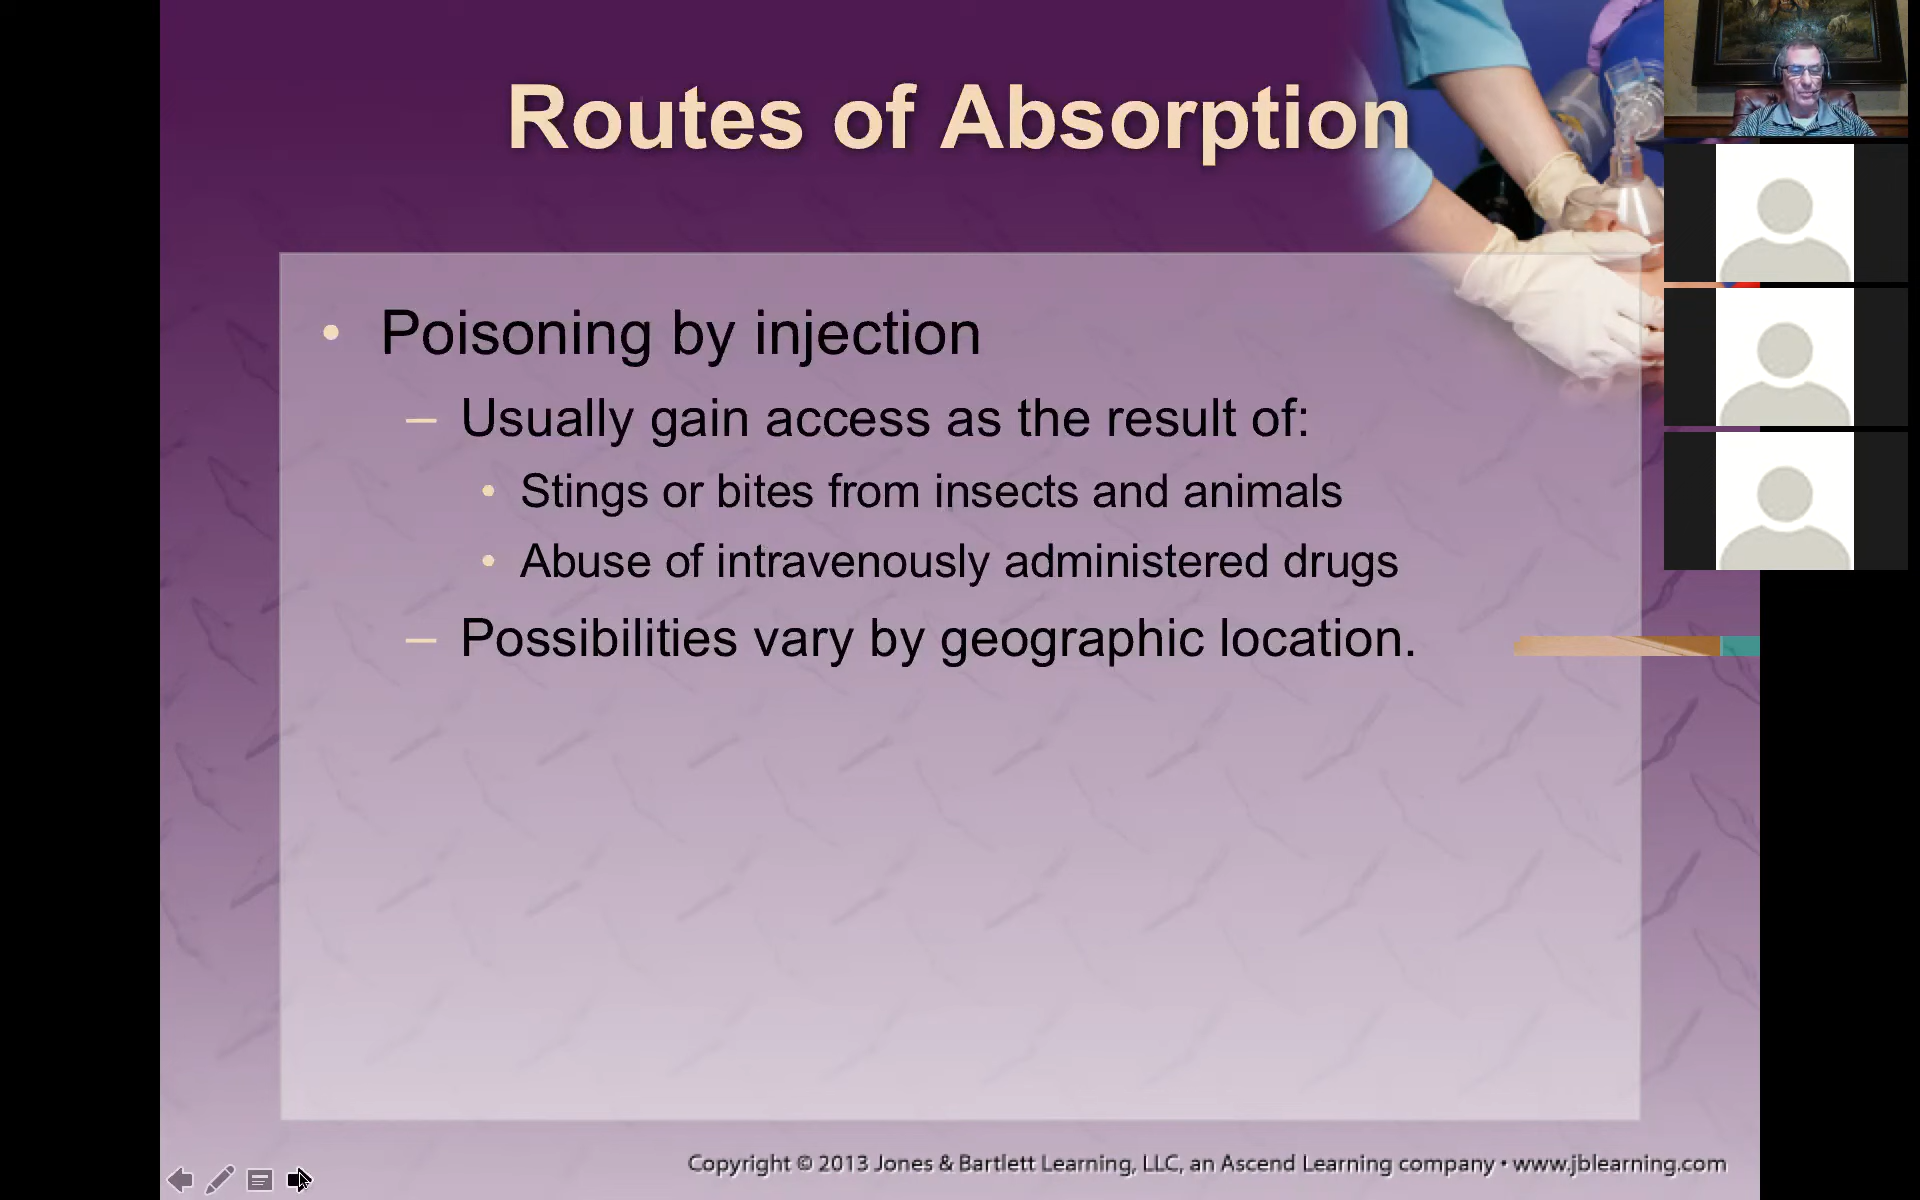 Routes of Absorption
• Poisoning by injection
– Usually gain access as the result of:
• Stings or bites from insects and animals
• Abuse of intravenously administered drugs
– Possibilities vary by geographic location.
Copyright © 2013 Jones & Bartlett Learning, LLC, an Ascend Learning company • www.jblearning.com